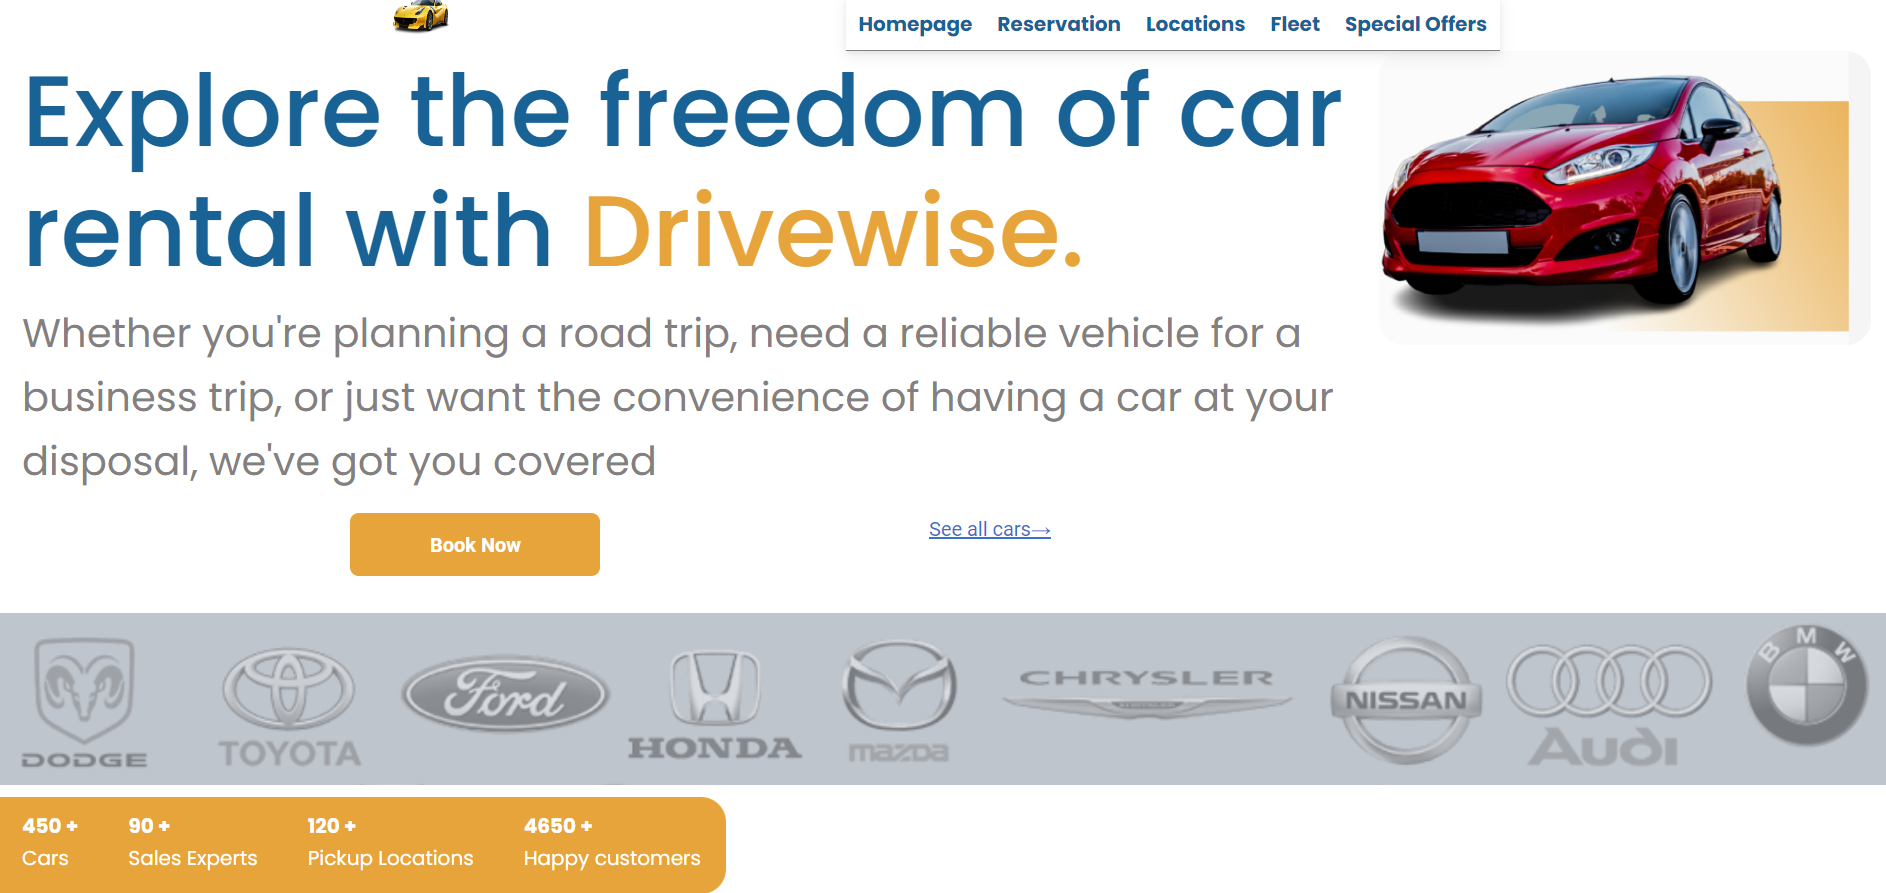 Homepage Reservation Locations Fleet Special Offers
Explore the freedom of car
rental with Drivewise.
Whether you're planning a road trip, need a reliable vehicle for a
business trip, or just want the convenience of having a car at your
disposal, we've got you covered
Book Now
See all cars→
DODGE
TOYOTA
Ford
HONDA
mazda
CHRYSLER
NISSAN
Audi
BMW
450 + 90 + 120 + 4650 +
Cars Sales Experts Pickup Locations Happy customers